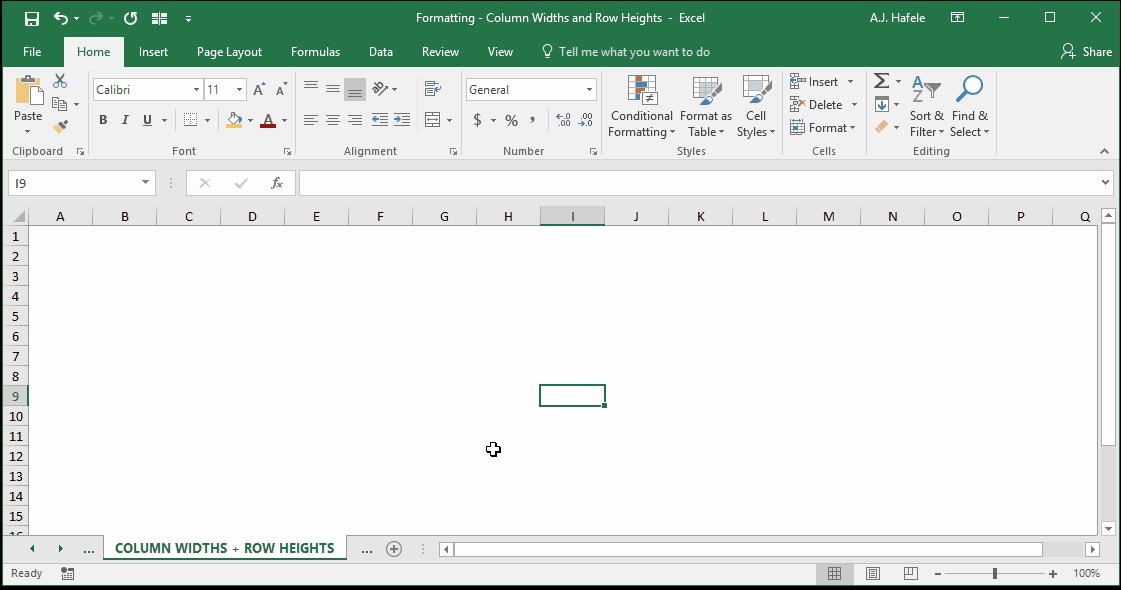 Formatting - Column Widths and Row Heights - Excel
A.J. Hafele
File Home Insert Page Layout Formulas Data Review View Tell me what you want to do Share
Paste
Clipboard
Calibri 11
B I U A
Font
Alignment
General
$ % ,
Number
Conditional Formatting
Format as Table
Cell Styles
Styles
Insert
Delete
Format
Cells
Sort & Filter
Find & Select
Editing
I9
fx
A B C D E F G H I J K L M N O P Q
1
2
3
4
5
6
7
8
9
10
11
12
13
14
15
16
... COLUMN WIDTHS + ROW HEIGHTS ...
Ready
100%